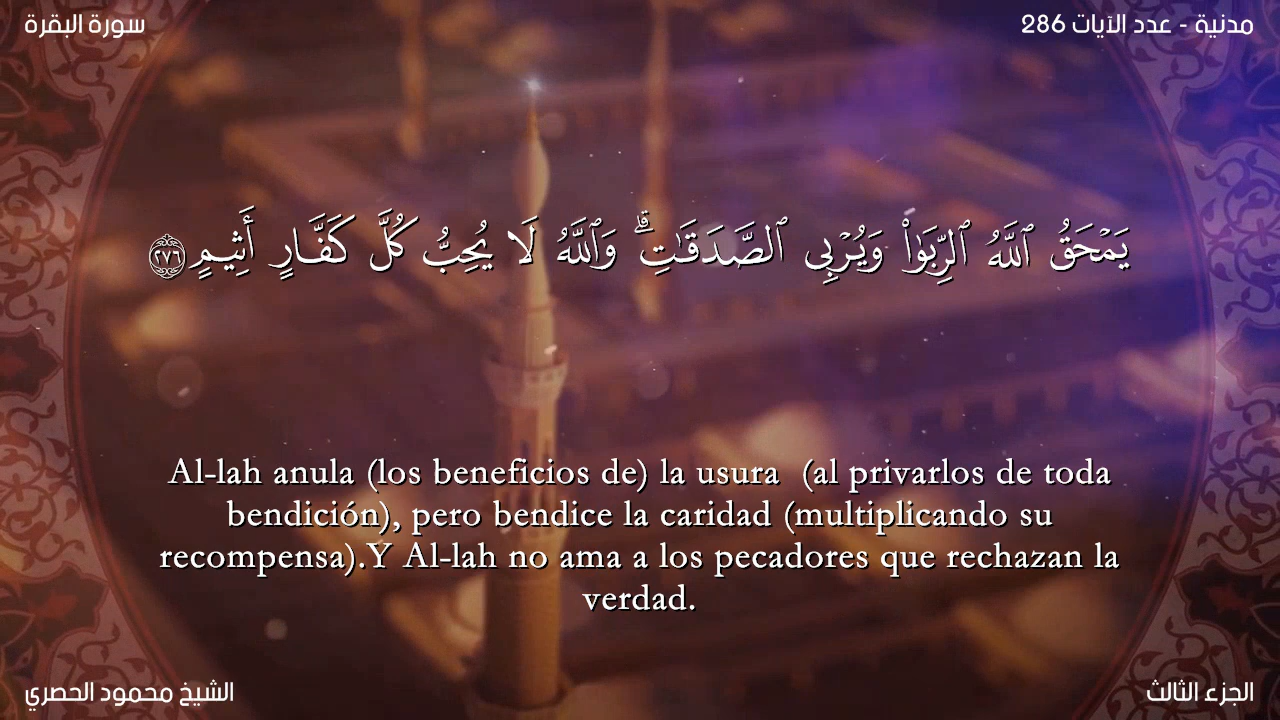 سورة البقرة
مدنية - عدد الآيات 286
يَمْحَقُ ٱللَّهُ ٱلرِّبَوٰا۟ وَيُرْبِى ٱلصَّدَقَـٰتِ ۗ وَٱللَّهُ لَا يُحِبُّ كُلَّ كَفَّارٍ أَثِيمٍ ٢٧٦
Al-lah anula (los beneficios de) la usura (al privarlos de toda
bendición), pero bendice la caridad (multiplicando su
recompensa).Y Al-lah no ama a los pecadores que rechazan la
verdad.
الشيخ محمود الحصري
الجزء الثالث